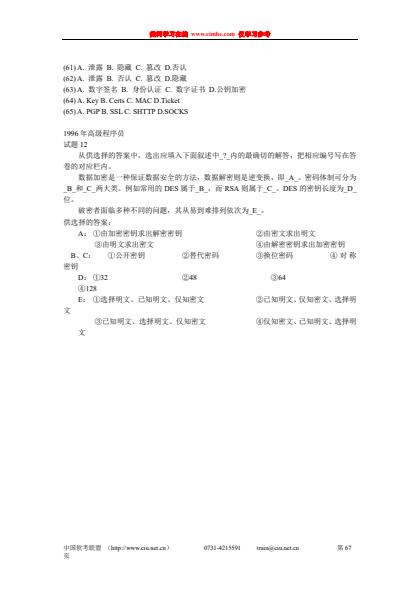 我们学习在线 www.cnnho.com 仅学习参考
(61) A. 泄露 B. 隐藏 C. 篡改 D.否认
(62) A. 泄露 B. 否认 C. 篡改 D.隐藏
(63) A. 数字签名 B. 身份认证 C. 数字证书 D.公钥加密
(64) A. Key B. Certs C. MAC D.Ticket
(65) A. PGP B. SSL C. SHTTP D.SOCKS
1996 年高级程序员
试题 12
从供选择的答案中，选出应填入下面叙述中_?_内的最确切的解答，把相应编号写在答
卷的对应栏内。
数据加密是一种保证数据安全的方法，数据解密则是逆变换，即_A_。密码体制可分为
_B_和_C_两大类。例如常用的 DES 属于_B_，而 RSA 则属于_C_。DES 的密钥长度为_D_
位。
破密者面临多种不同的问题，其从易到难排列依次为_E_。
供选择的答案：
A： ①由加密密钥求出解密密钥 ②由密文求出明文
③由明文求出密文 ④由解密密钥求出加密密钥
B、C： ①公开密钥 ②替代密码 ③换位密码 ④ 对 称
密钥
D： ①32 ②48 ③64
④128
E： ①选择明文、已知明文、仅知密文 ②已知明文、仅知密文、选择明
文
③已知明文、选择明文、仅知密文 ④仅知密文、已知明文、选择明
文
中国软考联盟 （http://www.ciu.net.cn） 0731-4215591 train@ciu.net.cn 第 67
页